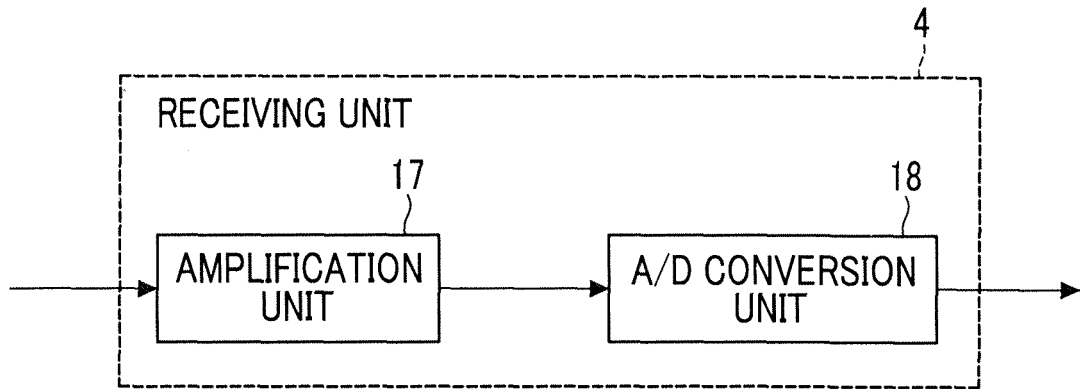 4
RECEIVING UNIT
17
18
AMPLIFICATION
UNIT
A/D CONVERSION
UNIT